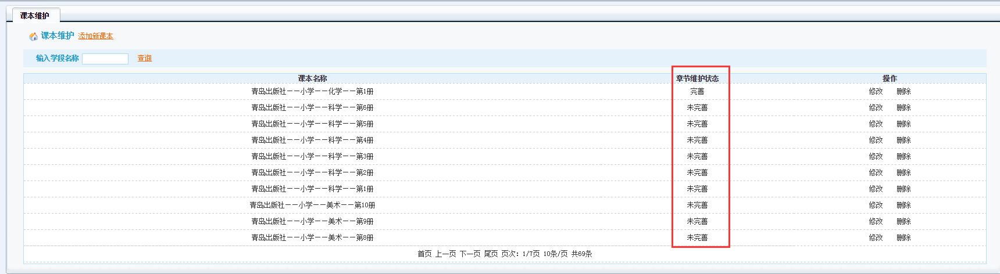 课本维护
课本维护 添加新课本
输入学段名称 查询
课本名称 章节维护状态 操作
青岛出版社——小学——化学——第1册 完善 修改 删除
青岛出版社——小学——科学——第6册 未完善 修改 删除
青岛出版社——小学——科学——第5册 未完善 修改 删除
青岛出版社——小学——科学——第4册 未完善 修改 删除
青岛出版社——小学——科学——第3册 未完善 修改 删除
青岛出版社——小学——科学——第2册 未完善 修改 删除
青岛出版社——小学——科学——第1册 未完善 修改 删除
青岛出版社——小学——美术——第10册 未完善 修改 删除
青岛出版社——小学——美术——第9册 未完善 修改 删除
青岛出版社——小学——美术——第8册 未完善 修改 删除
首页 上一页 下一页 尾页 页次：1/7页 10条/页 共69条